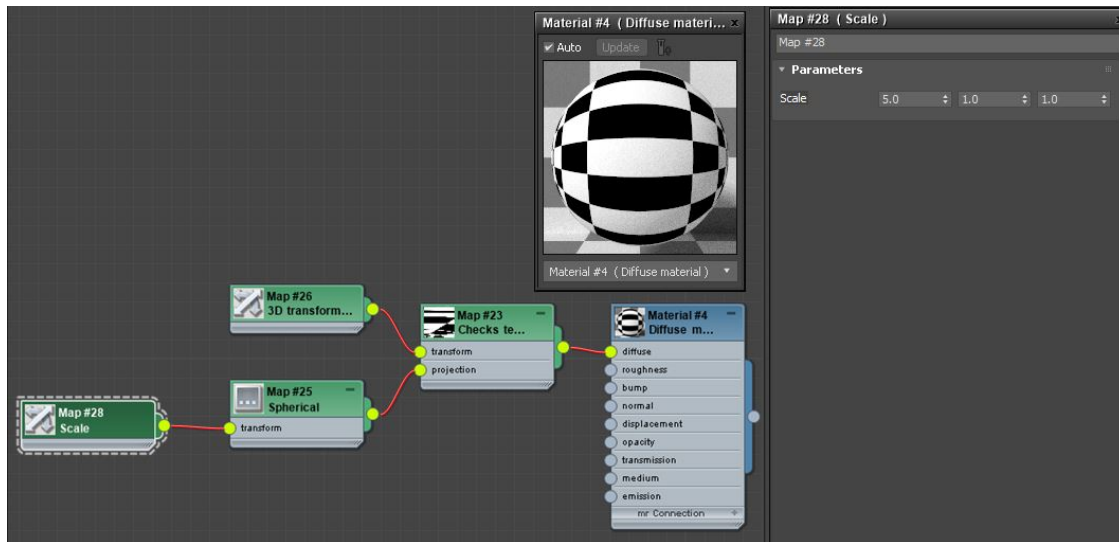 Material #4 ( Diffuse materi... x
Auto Update
Material #4 ( Diffuse material )
Map #26
3D transform...
Map #23
Checks te...
transform
projection
Material #4
Diffuse m...
diffuse
roughness
bump
normal
displacement
opacity
transmission
medium
emission
mr Connection +
Map #25
Spherical
transform
Map #28
Scale
Map #28 ( Scale )
Map #28
Parameters
Scale 5.0 1.0 1.0